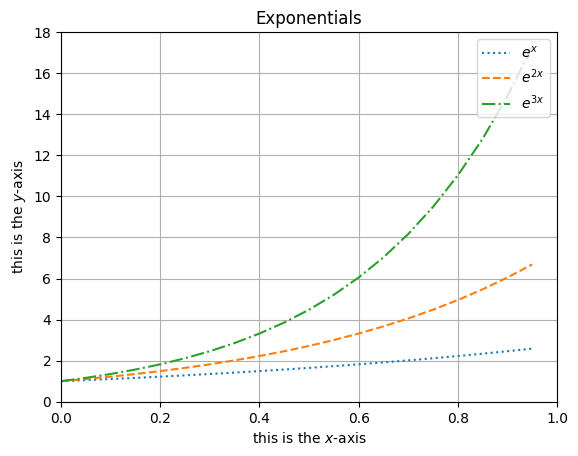 Exponentials
this is the y-axis
18
16
14
12
10
8
6
4
2
0
e^x
e^{2x}
e^{3x}
0.0 0.2 0.4 0.6 0.8 1.0
this is the x-axis